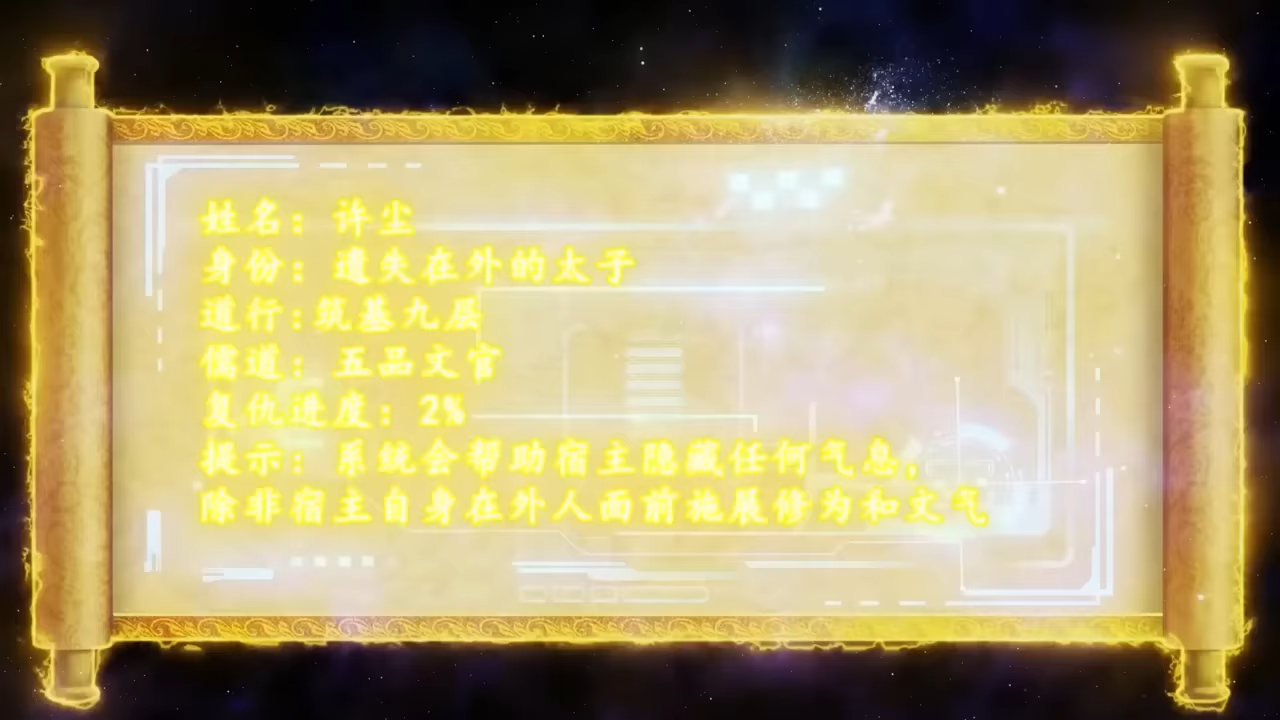 姓名：许尘
身份：遗失在外的太子
道行:筑基九层
儒道：五品文官
复仇进度：2%
提示：系统会帮助宿主隐藏任何气息，
除非宿主自身在外人面前施展修为和文气